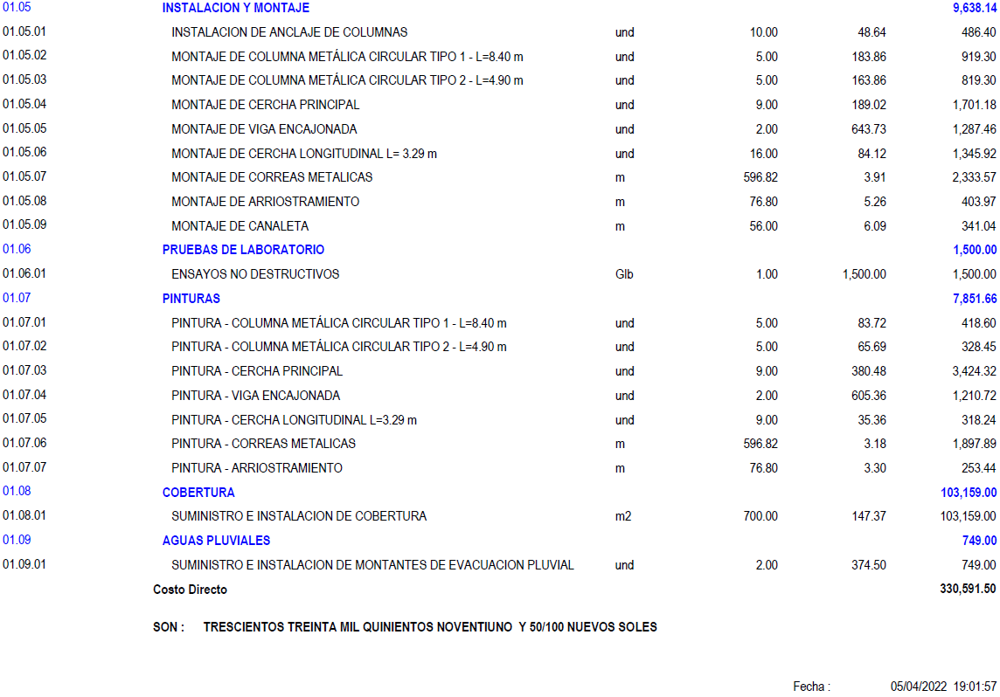 01.05 INSTALACION Y MONTAJE 9,638.14
01.05.01 INSTALACION DE ANCLAJE DE COLUMNAS und 10.00 48.64 486.40
01.05.02 MONTAJE DE COLUMNA METÁLICA CIRCULAR TIPO 1 - L=8.40 m und 5.00 183.86 919.30
01.05.03 MONTAJE DE COLUMNA METÁLICA CIRCULAR TIPO 2 - L=4.90 m und 5.00 163.86 819.30
01.05.04 MONTAJE DE CERCHA PRINCIPAL und 9.00 189.02 1,701.18
01.05.05 MONTAJE DE VIGA ENCAJONADA und 2.00 643.73 1,287.46
01.05.06 MONTAJE DE CERCHA LONGITUDINAL L= 3.29 m und 16.00 84.12 1,345.92
01.05.07 MONTAJE DE CORREAS METALICAS m 596.82 3.91 2,333.57
01.05.08 MONTAJE DE ARRIOSTRAMIENTO m 76.80 5.26 403.97
01.05.09 MONTAJE DE CANALETA m 56.00 6.09 341.04
01.06 PRUEBAS DE LABORATORIO 1,500.00
01.06.01 ENSAYOS NO DESTRUCTIVOS Glb 1.00 1,500.00 1,500.00
01.07 PINTURAS 7,851.66
01.07.01 PINTURA - COLUMNA METÁLICA CIRCULAR TIPO 1 - L=8.40 m und 5.00 83.72 418.60
01.07.02 PINTURA - COLUMNA METÁLICA CIRCULAR TIPO 2 - L=4.90 m und 5.00 65.69 328.45
01.07.03 PINTURA - CERCHA PRINCIPAL und 9.00 380.48 3,424.32
01.07.04 PINTURA - VIGA ENCAJONADA und 2.00 605.36 1,210.72
01.07.05 PINTURA - CERCHA LONGITUDINAL L=3.29 m und 9.00 35.36 318.24
01.07.06 PINTURA - CORREAS METALICAS m 596.82 3.18 1,897.89
01.07.07 PINTURA - ARRIOSTRAMIENTO m 76.80 3.30 253.44
01.08 COBERTURA 103,159.00
01.08.01 SUMINISTRO E INSTALACION DE COBERTURA m2 700.00 147.37 103,159.00
01.09 AGUAS PLUVIALES 749.00
01.09.01 SUMINISTRO E INSTALACION DE MONTANTES DE EVACUACION PLUVIAL und 2.00 374.50 749.00
Costo Directo 330,591.50
SON : TRESCIENTOS TREINTA MIL QUINIENTOS NOVENTIUNO Y 50/100 NUEVOS SOLES
Fecha : 05/04/2022 19:01:57